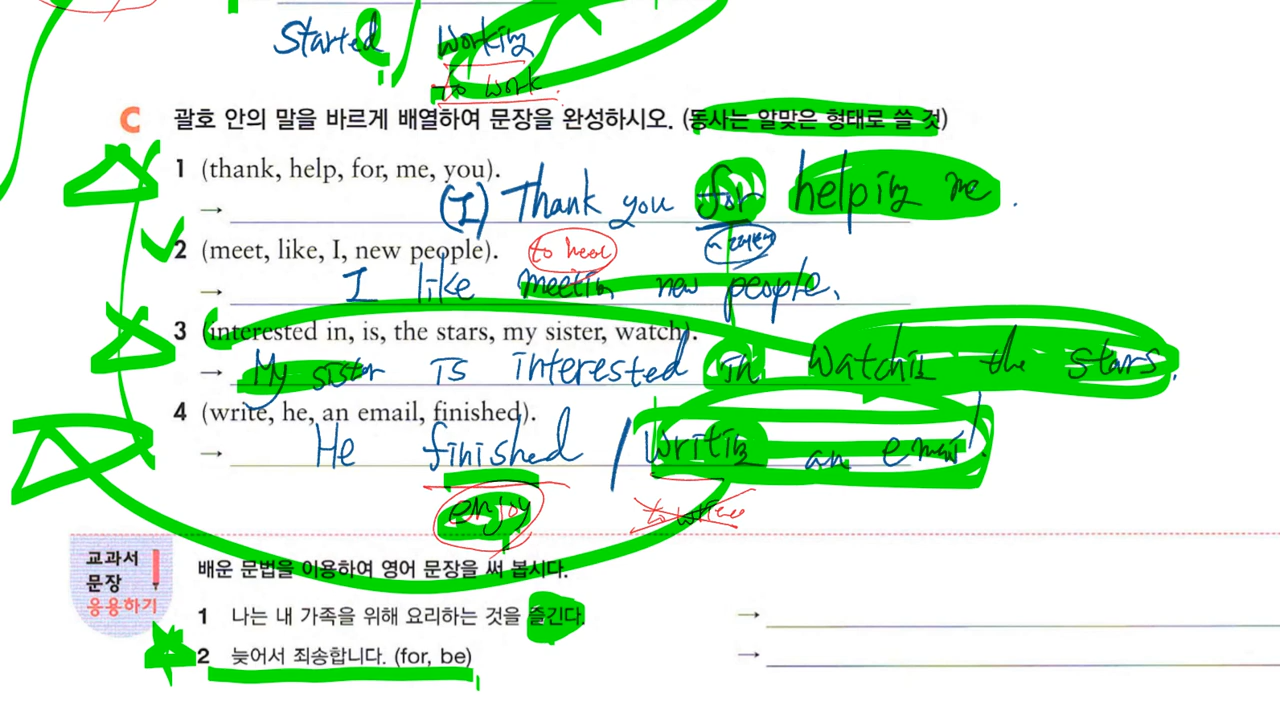 Started / working
to work.
C 괄호 안의 말을 바르게 배열하여 문장을 완성하시오. (동사는 알맞은 형태로 쓸 것)
1 (thank, help, for, me, you).
→ (I) Thank you for helping me.
2 (meet, like, I, new people).
→ I like meeting new people.
3 (interested in, is, the stars, my sister, watch).
→ My sister is interested in watching the stars.
4 (write, he, an email, finished).
→ He finished / writing an email.
enjoy
교과서
문장
응용하기
배운 문법을 이용하여 영어 문장을 써 봅시다.
1 나는 내 가족을 위해 요리하는 것을 즐긴다. →
2 늦어서 죄송합니다. (for, be) →